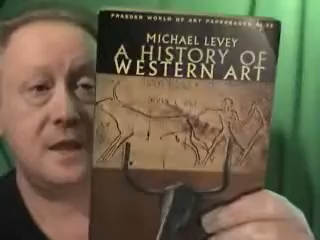 PRAEGER WORLD OF ART PAPERBACKS
MICHAEL LEVEY
A HISTORY OF
WESTERN ART